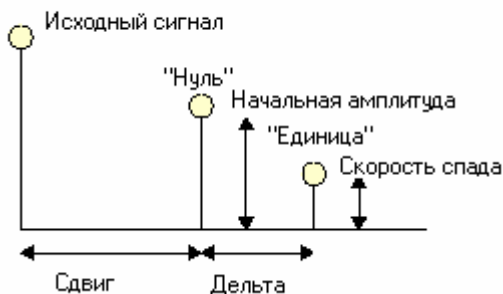 Исходный сигнал
"Нуль"
Начальная амплитуда
"Единица"
Скорость спада
Сдвиг
Дельта